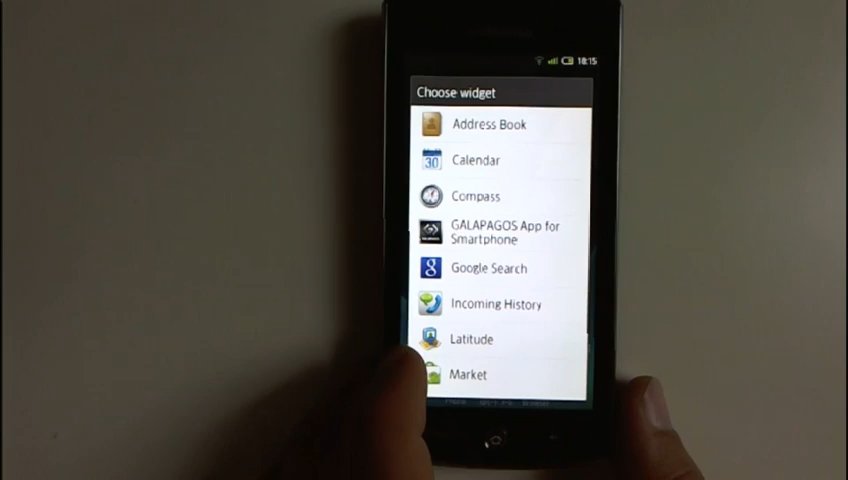 18:15
Choose widget
Address Book
30
Calendar
Compass
GALAPAGOS App for
Smartphone
g
Google Search
Incoming History
Latitude
Market